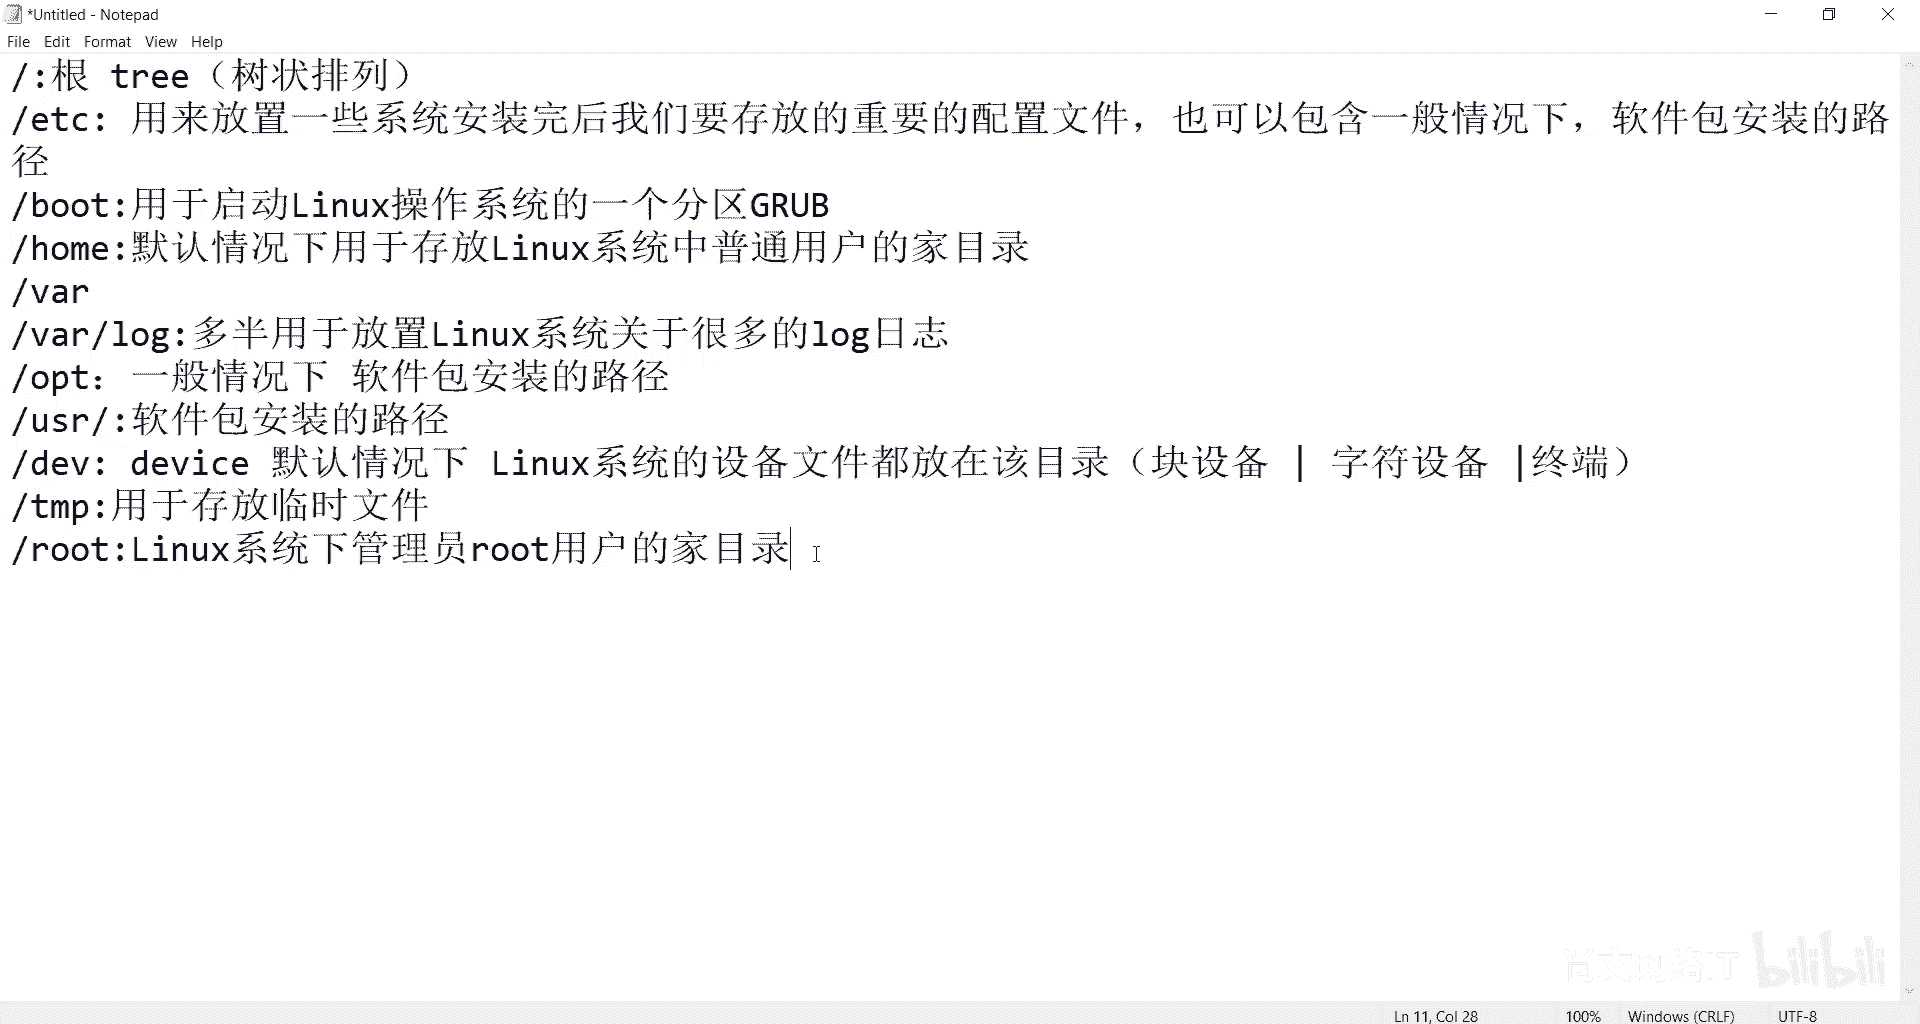 *Untitled - Notepad
File Edit Format View Help
/:根 tree（树状排列）
/etc: 用来放置一些系统安装完后我们要存放的重要的配置文件，也可以包含一般情况下，软件包安装的路
径
/boot:用于启动Linux操作系统的一个分区GRUB
/home:默认情况下用于存放Linux系统中普通用户的家目录
/var
/var/log:多半用于放置Linux系统关于很多的log日志
/opt: 一般情况下 软件包安装的路径
/usr/:软件包安装的路径
/dev: device 默认情况下 Linux系统的设备文件都放在该目录（块设备 | 字符设备 |终端）
/tmp:用于存放临时文件
/root:Linux系统下管理员root用户的家目录
尚文网络IT bilibili
Ln 11, Col 28 100% Windows (CRLF) UTF-8